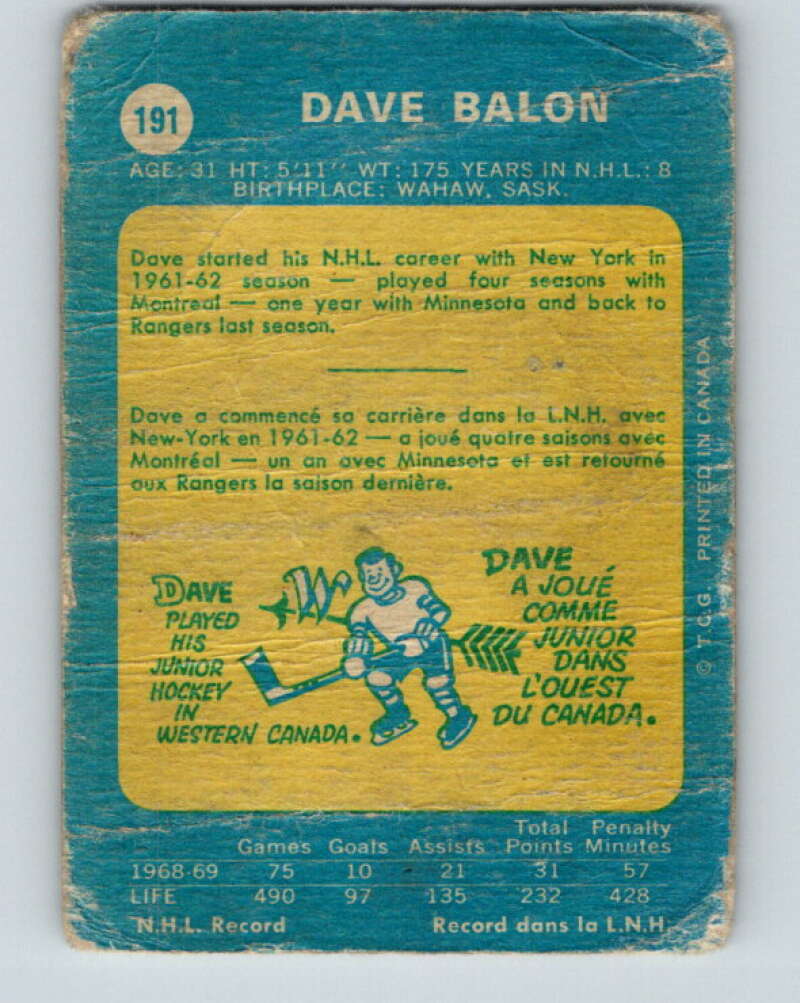 191
DAVE BALON
AGE: 31 HT: 5'11" WT: 175 YEARS IN N.H.L.: 8
BIRTHPLACE: WAHAW, SASK.
Dave started his N.H.L. career with New York in
1961-62 season — played four seasons with
Montreal — one year with Minnesota and back to
Rangers last season.
Dave a commencé sa carrière dans la L.N.H. avec
New-York en 1961-62 — a joué quatre saisons avec
Montréal — un an avec Minnesota et est retourné
aux Rangers la saison dernière.
DAVE
PLAYED
HIS
JUNIOR
HOCKEY
IN
WESTERN CANADA.
W
DAVE
A JOUÉ
COMME
JUNIOR
DANS
L'OUEST
DU CANADA.
© T.C.G. PRINTED IN CANADA
Games Goals Assists Total Points Penalty Minutes
1968-69 75 10 21 31 57
LIFE 490 97 135 232 428
N.H.L. Record Record dans la L.N.H.